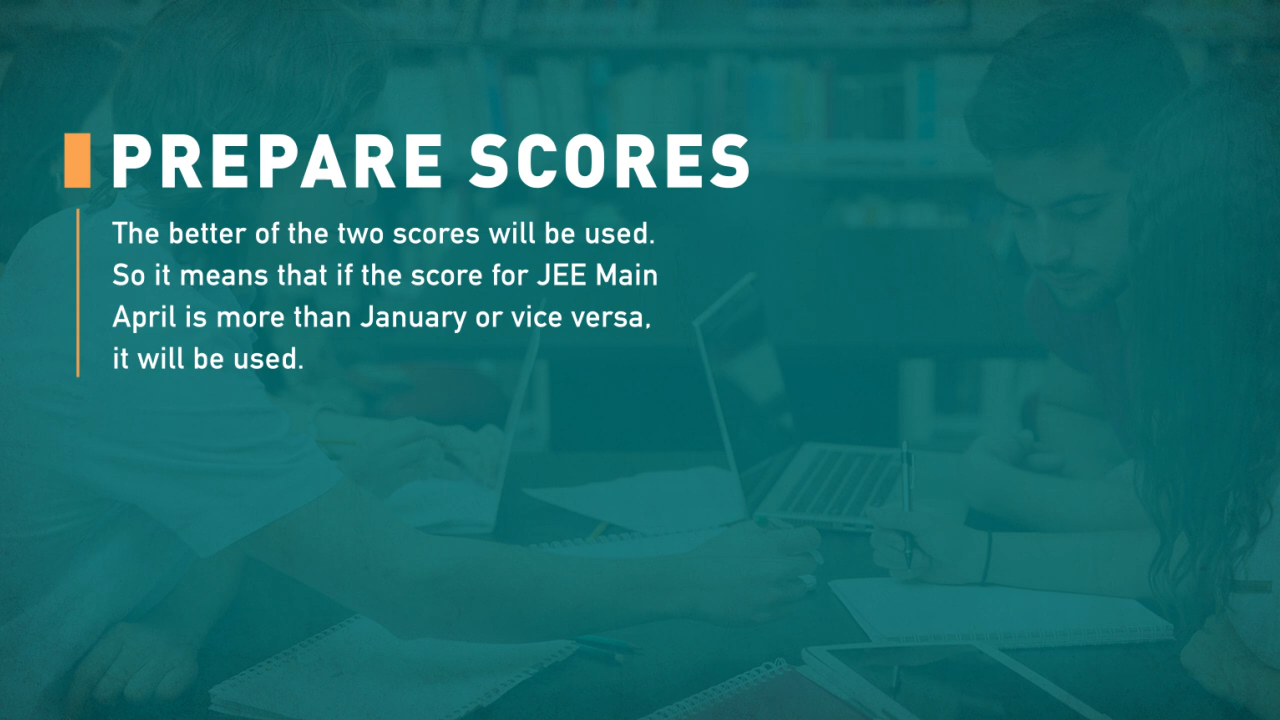 PREPARE SCORES
The better of the two scores will be used.
So it means that if the score for JEE Main
April is more than January or vice versa,
it will be used.